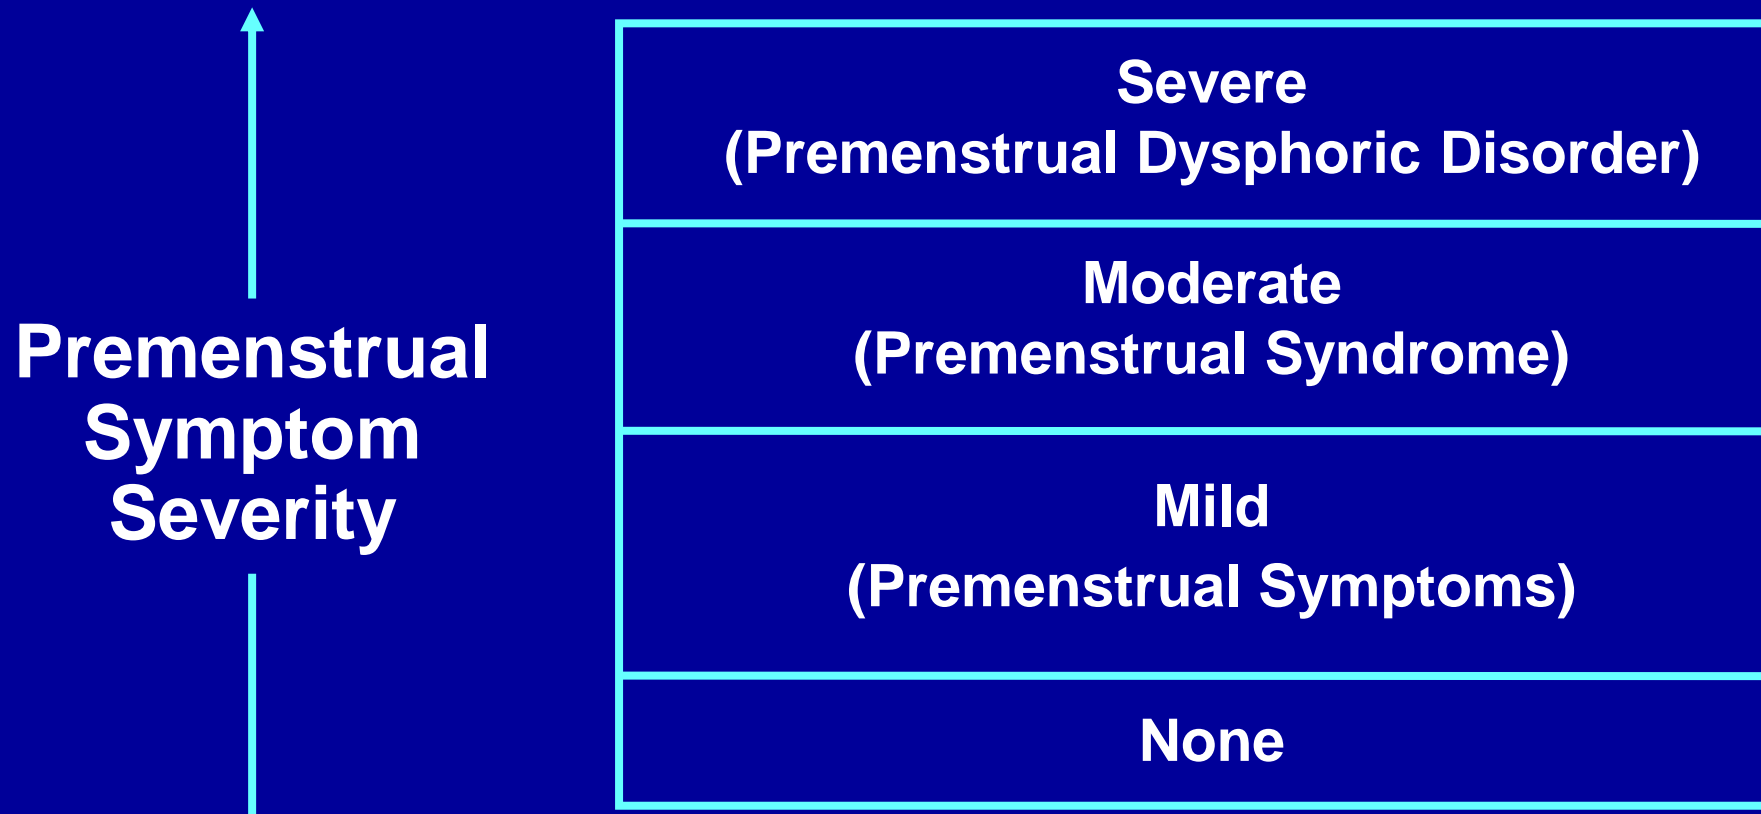 Premenstrual
Symptom
Severity
Severe
(Premenstrual Dysphoric Disorder)
Moderate
(Premenstrual Syndrome)
Mild
(Premenstrual Symptoms)
None